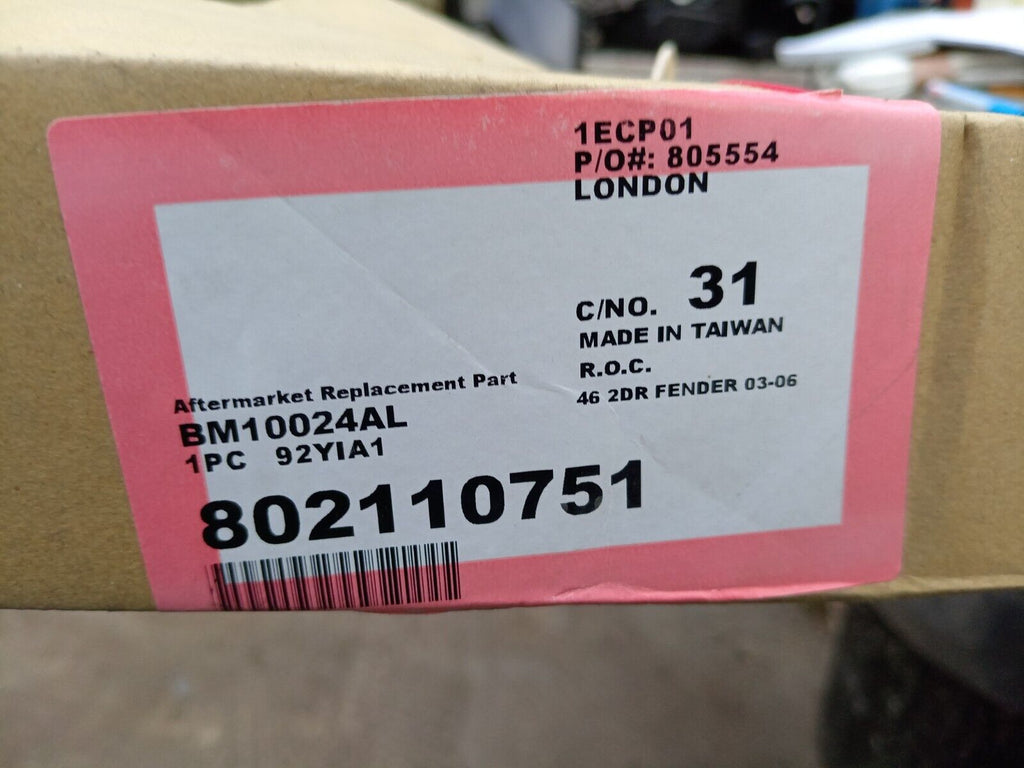 1ECP01
P/O#: 805554
LONDON
C/NO. 31
MADE IN TAIWAN
R.O.C.
46 2DR FENDER 03-06
Aftermarket Replacement Part
BM10024AL
1PC 92YIA1
802110751